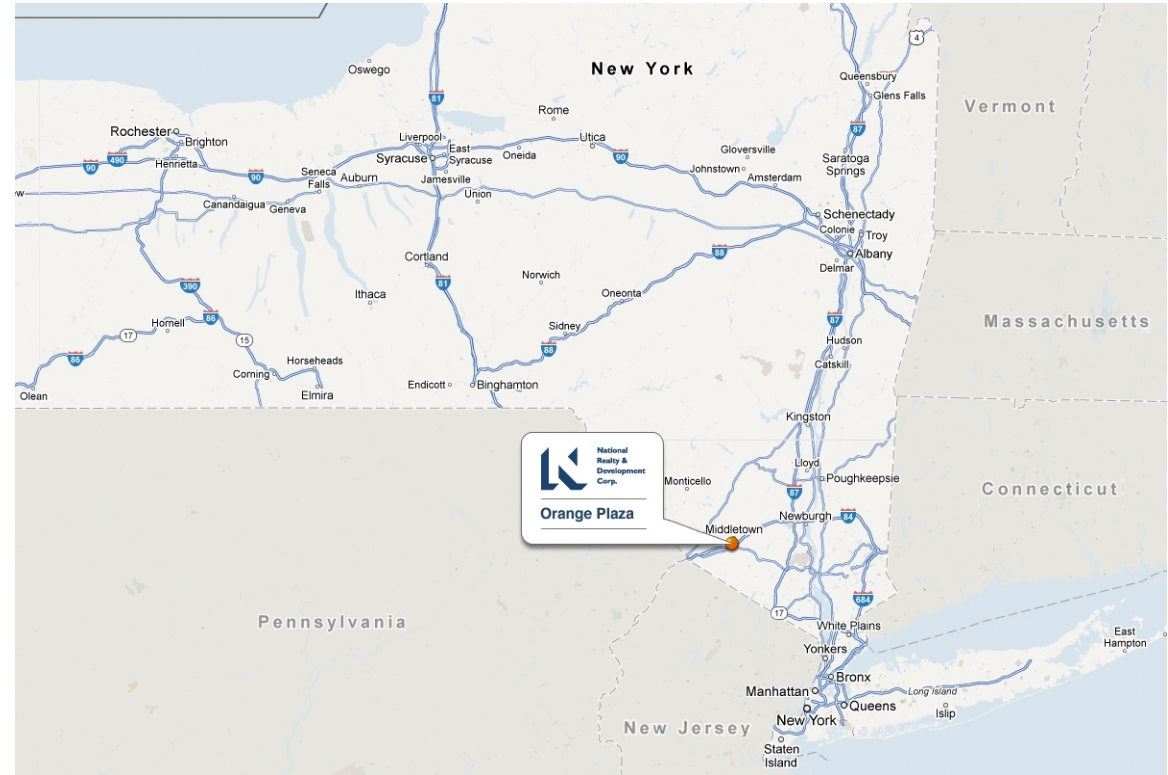 Oswego
New York
4
Queensbury
Glens Falls
Vermont
81
Rome
Rochester
Brighton
Liverpool
Utica
87
90
490
Henrietta
Syracuse
East
Syracuse
Oneida
90
Gloversville
Saratoga
Springs
90
Seneca
Falls
Auburn
Jamesville
Johnstown
Amsterdam
w
Canandaigua
Geneva
Union
Schenectady
Colonie
Troy
Albany
Delmar
Cortland
88
390
81
Norwich
Ithaca
Oneonta
86
Hornell
17
15
Sidney
87
Massachusetts
86
88
Hudson
Catskill
Horseheads
Corning
Endicott
Binghamton
Olean
Elmira
Kingston
National
Realty &
Development
Corp.
Orange Plaza
Monticello
Lloyd
Poughkeepsie
87
Connecticut
Newburgh
84
Middletown
684
17
Pennsylvania
White Plains
East
Hampton
Yonkers
Bronx
Manhattan
Long Island
Queens
Islip
New York
New Jersey
Staten
Island